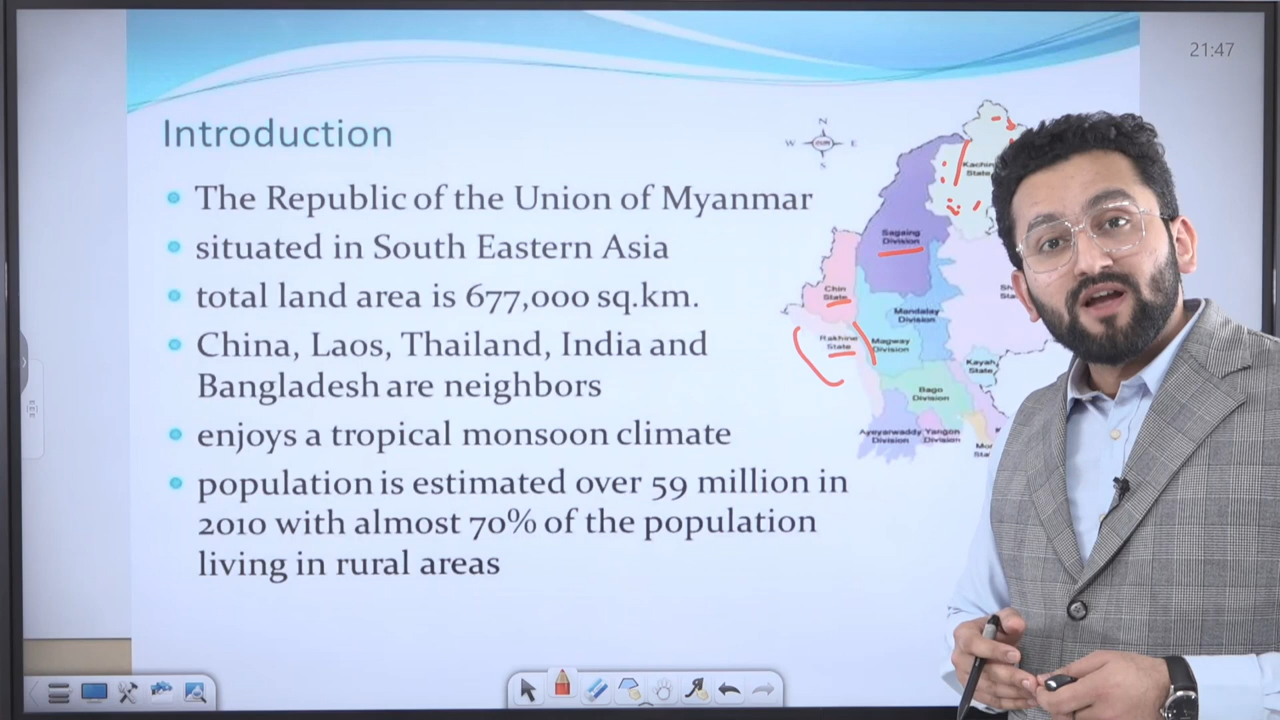 21:47
Introduction
N
W E
S
The Republic of the Union of Myanmar
situated in South Eastern Asia
total land area is 677,000 sq.km.
China, Laos, Thailand, India and
Bangladesh are neighbors
enjoys a tropical monsoon climate
population is estimated over 59 million in
2010 with almost 70% of the population
living in rural areas
Kachin
State
Sagaing
Division
Chin
State
Mandalay
Division
Rakhine
State
Magway
Division
Kayah
State
Bago
Division
Ayeyarwaddy
Division
Yangon
Division